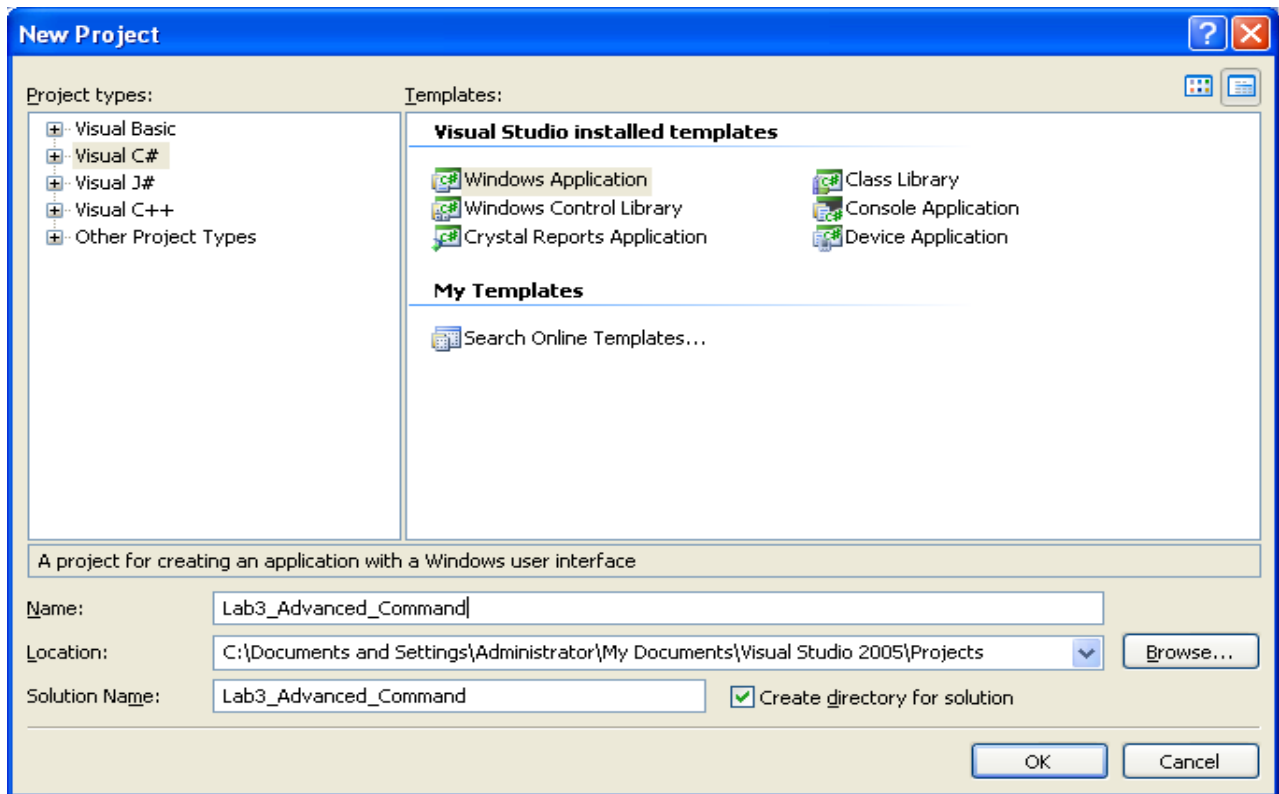 New Project
Project types:
Templates:
Visual Basic
Visual C#
Visual J#
Visual C++
Other Project Types
Visual Studio installed templates
Windows Application
Class Library
Windows Control Library
Console Application
Crystal Reports Application
Device Application
My Templates
Search Online Templates...
A project for creating an application with a Windows user interface
Name:
Lab3_Advanced_Command
Location:
C:\Documents and Settings\Administrator\My Documents\Visual Studio 2005\Projects
Browse...
Solution Name:
Lab3_Advanced_Command
Create directory for solution
OK
Cancel